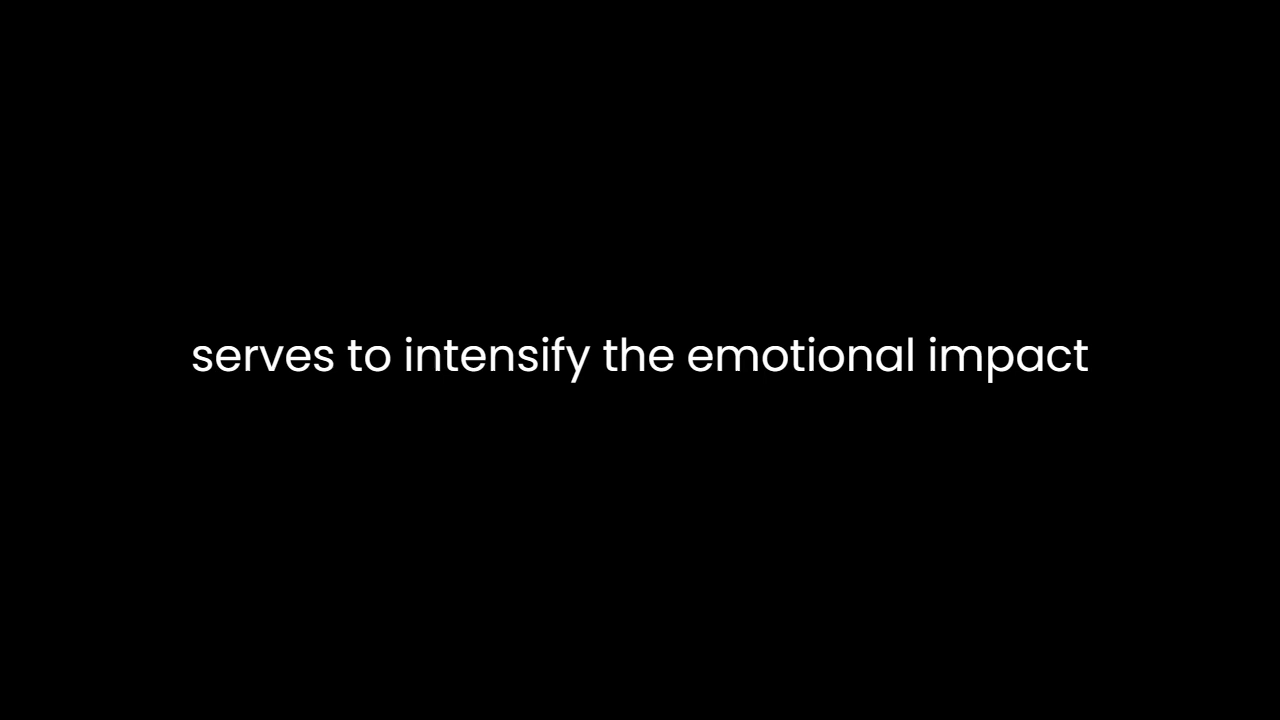 serves to intensify the emotional impact